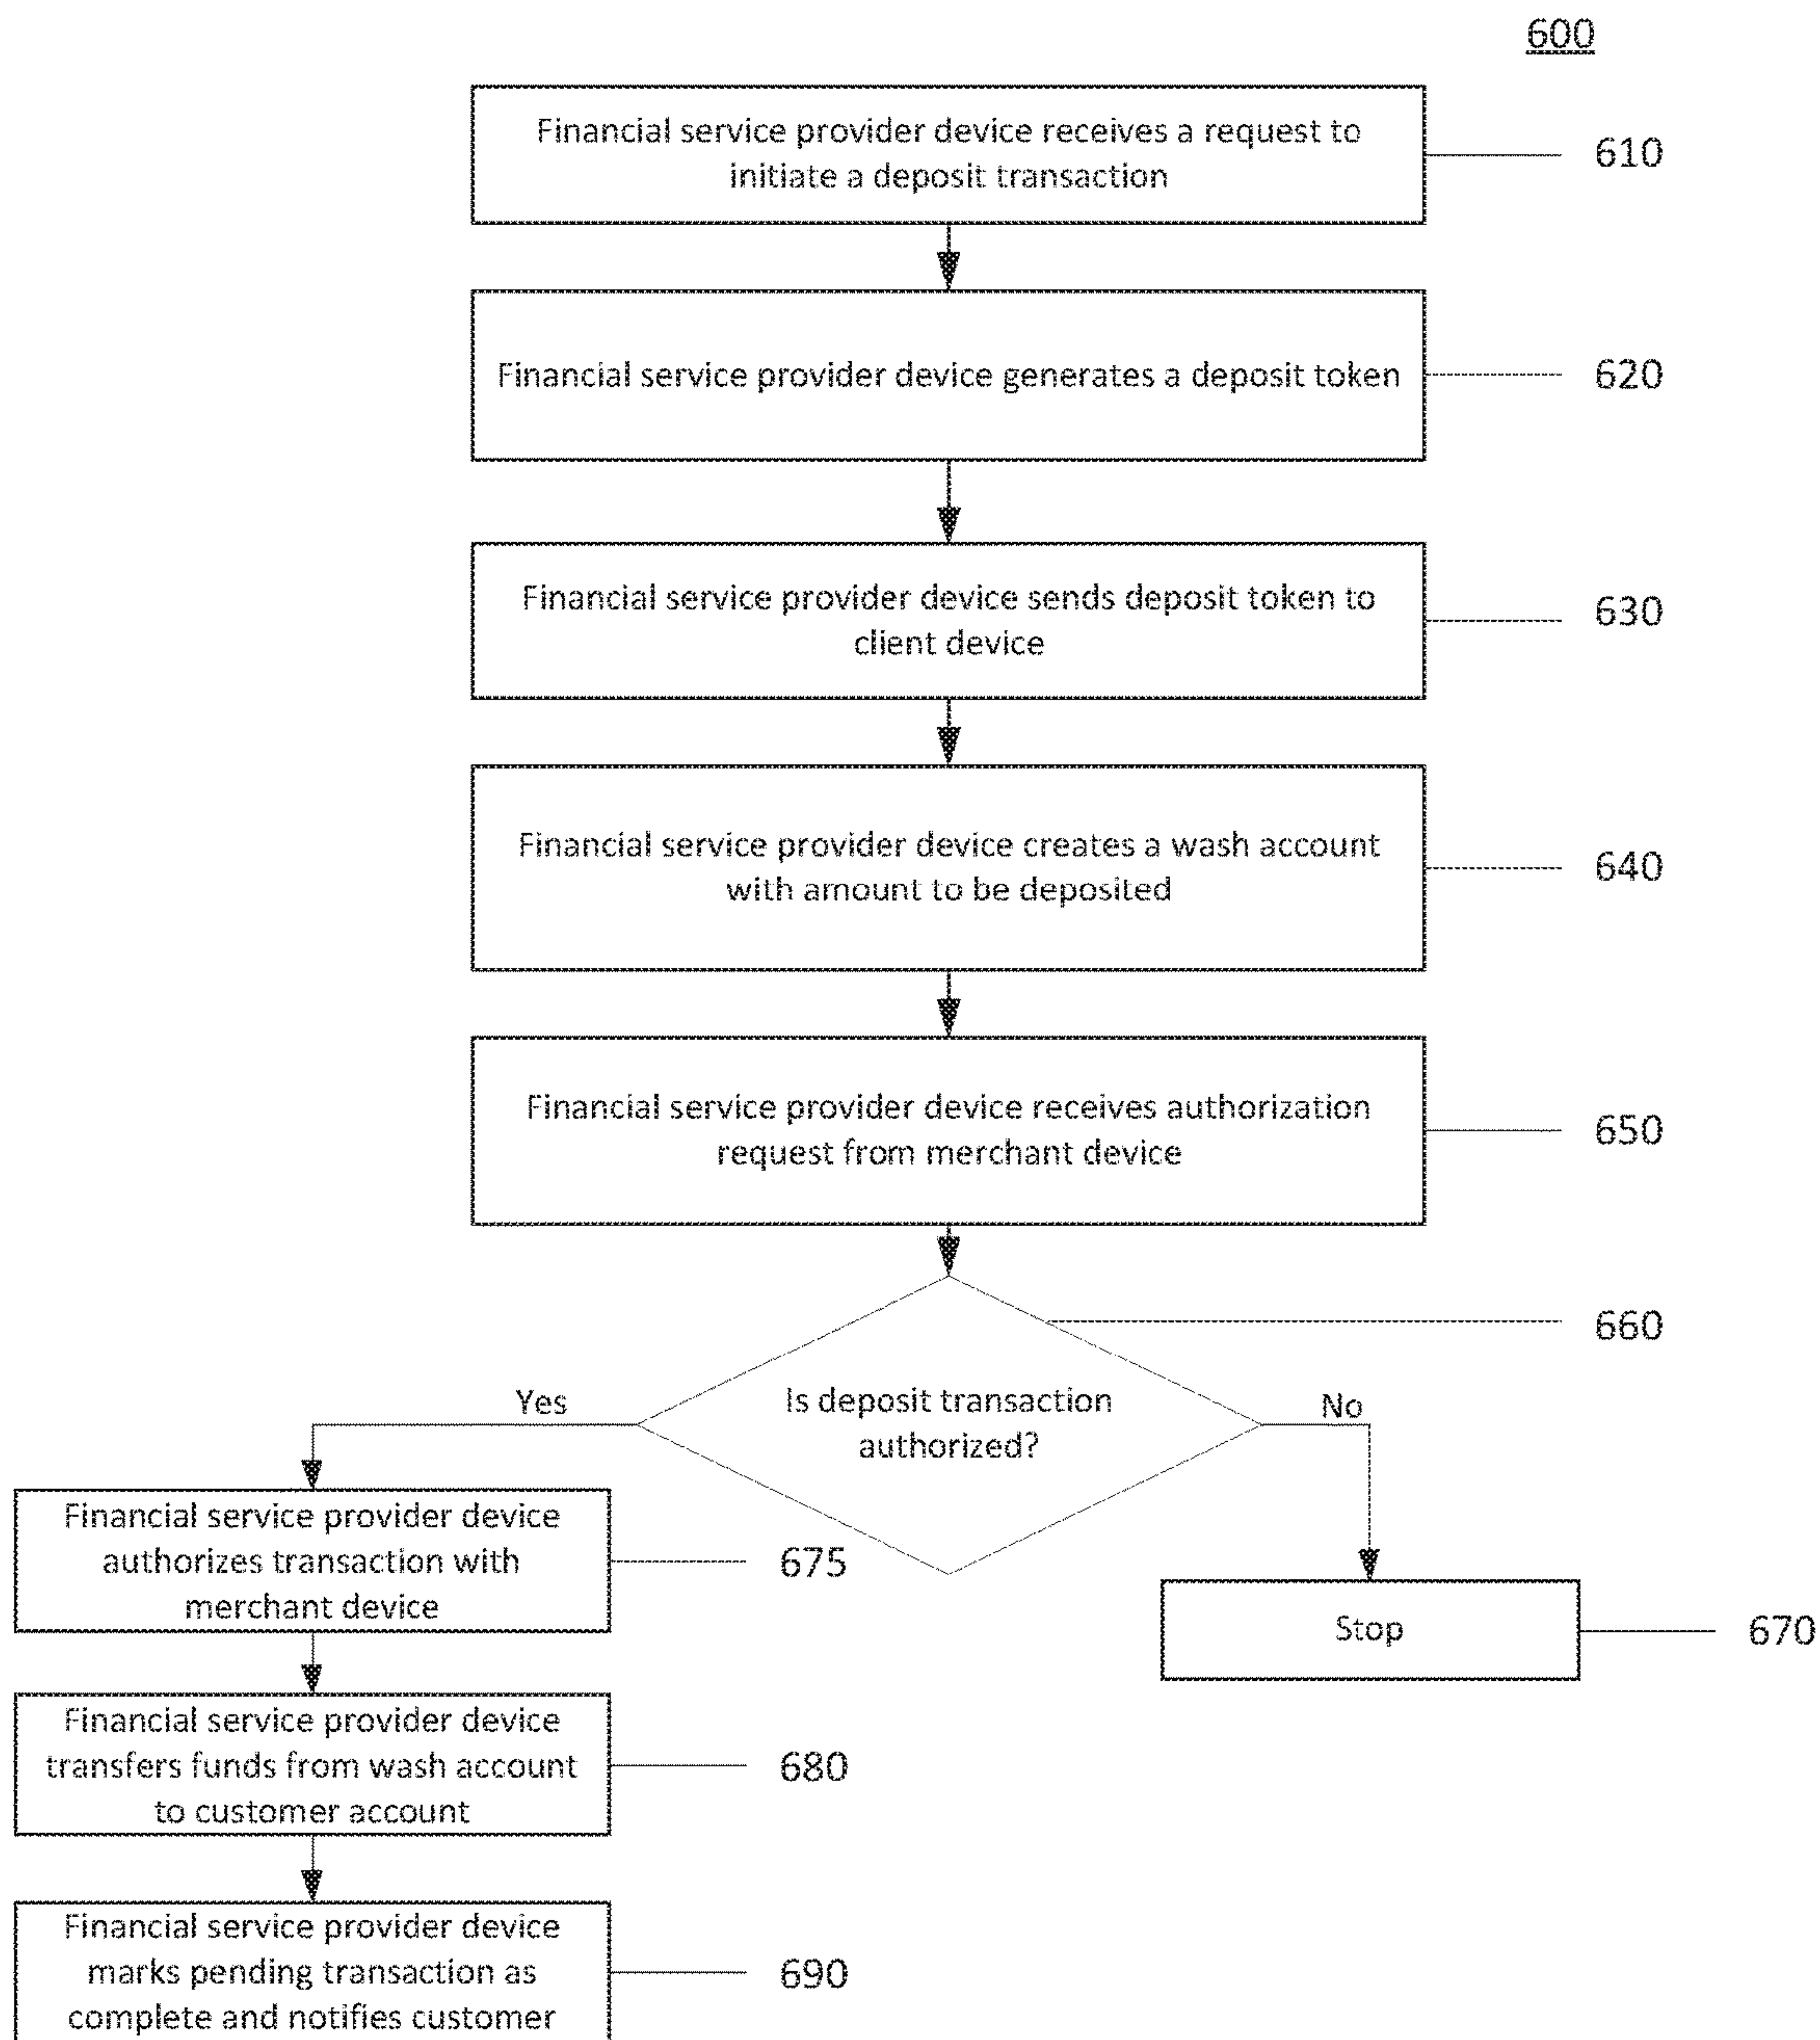 600
Financial service provider device receives a request to
initiate a deposit transaction
610
Financial service provider device generates a deposit token
620
Financial service provider device sends deposit token to
client device
630
Financial service provider device creates a wash account
with amount to be deposited
640
Financial service provider device receives authorization
request from merchant device
650
660
Is deposit transaction
authorized?
Yes
No
Financial service provider device
authorizes transaction with
merchant device
675
Stop
670
Financial service provider device
transfers funds from wash account
to customer account
680
Financial service provider device
marks pending transaction as
complete and notifies customer
690